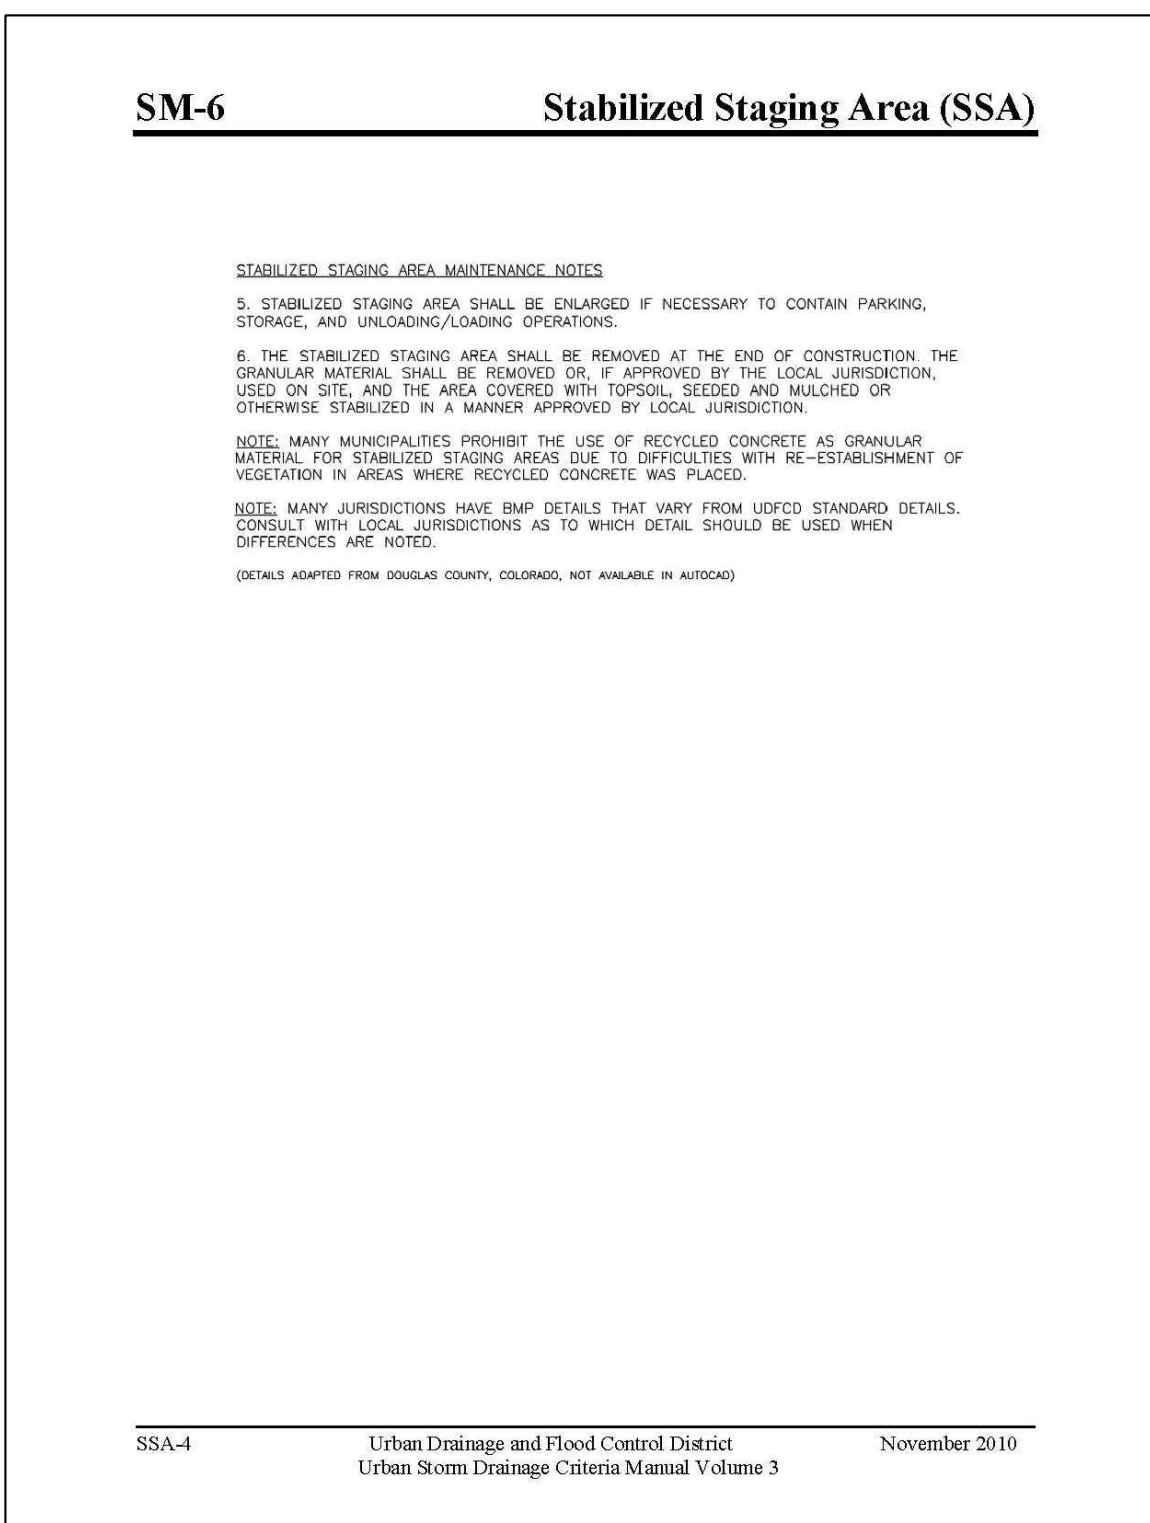 SM-6 Stabilized Staging Area (SSA)
STABILIZED STAGING AREA MAINTENANCE NOTES
5. STABILIZED STAGING AREA SHALL BE ENLARGED IF NECESSARY TO CONTAIN PARKING,
STORAGE, AND UNLOADING/LOADING OPERATIONS.
6. THE STABILIZED STAGING AREA SHALL BE REMOVED AT THE END OF CONSTRUCTION. THE
GRANULAR MATERIAL SHALL BE REMOVED OR, IF APPROVED BY THE LOCAL JURISDICTION,
USED ON SITE, AND THE AREA COVERED WITH TOPSOIL, SEEDED AND MULCHED OR
OTHERWISE STABILIZED IN A MANNER APPROVED BY LOCAL JURISDICTION.
NOTE: MANY MUNICIPALITIES PROHIBIT THE USE OF RECYCLED CONCRETE AS GRANULAR
MATERIAL FOR STABILIZED STAGING AREAS DUE TO DIFFICULTIES WITH RE-ESTABLISHMENT OF
VEGETATION IN AREAS WHERE RECYCLED CONCRETE WAS PLACED.
NOTE: MANY JURISDICTIONS HAVE BMP DETAILS THAT VARY FROM UDFCD STANDARD DETAILS.
CONSULT WITH LOCAL JURISDICTIONS AS TO WHICH DETAIL SHOULD BE USED WHEN
DIFFERENCES ARE NOTED.
(DETAILS ADAPTED FROM DOUGLAS COUNTY, COLORADO, NOT AVAILABLE IN AUTOCAD)
SSA-4 Urban Drainage and Flood Control District November 2010
Urban Storm Drainage Criteria Manual Volume 3